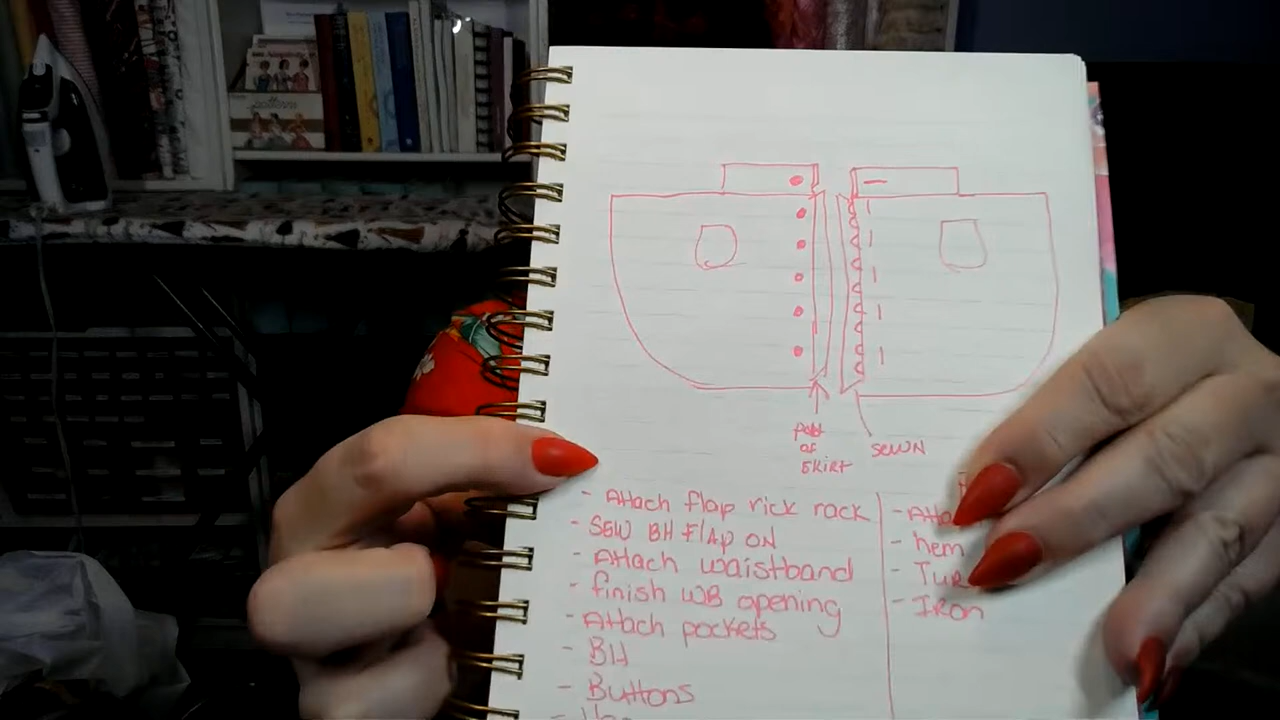 part
of
skirt
sewn
- Attach flap rick rack
- Sew BH Flap on
- Attach waistband
- finish WB opening
- Attach pockets
- BH
- Buttons
- hem
- Iron